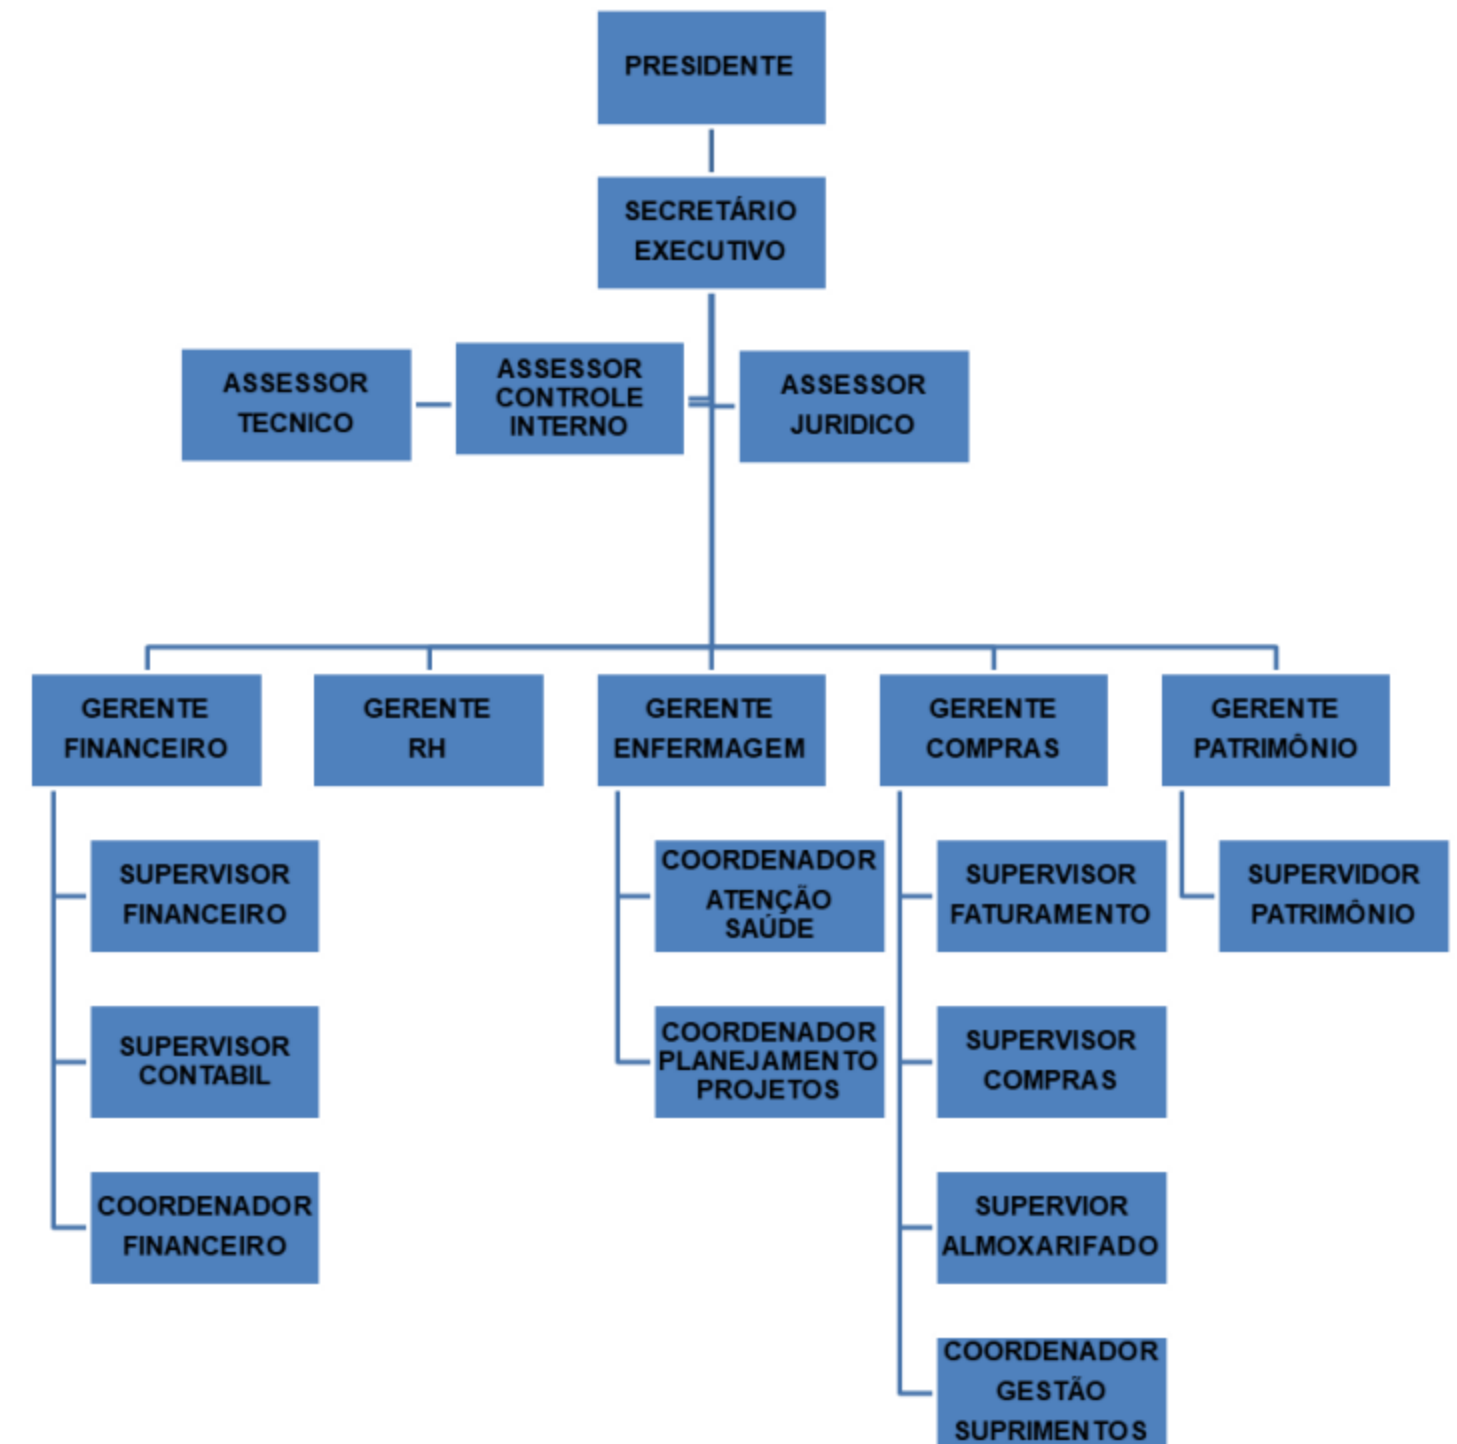 PRESIDENTE
SECRETÁRIO
EXECUTIVO
ASSESSOR
TECNICO
ASSESSOR
CONTROLE
INTERNO
ASSESSOR
JURIDICO
GERENTE
FINANCEIRO
GERENTE
RH
GERENTE
ENFERMAGEM
GERENTE
COMPRAS
GERENTE
PATRIMÔNIO
SUPERVISOR
FINANCEIRO
COORDENADOR
ATENÇÃO
SAÚDE
SUPERVISOR
FATURAMENTO
SUPERVIDOR
PATRIMÔNIO
SUPERVISOR
CONTABIL
COORDENADOR
PLANEJAMENTO
PROJETOS
SUPERVISOR
COMPRAS
COORDENADOR
FINANCEIRO
SUPERVIOR
ALMOXARIFADO
COORDENADOR
GESTÃO
SUPRIMENTOS